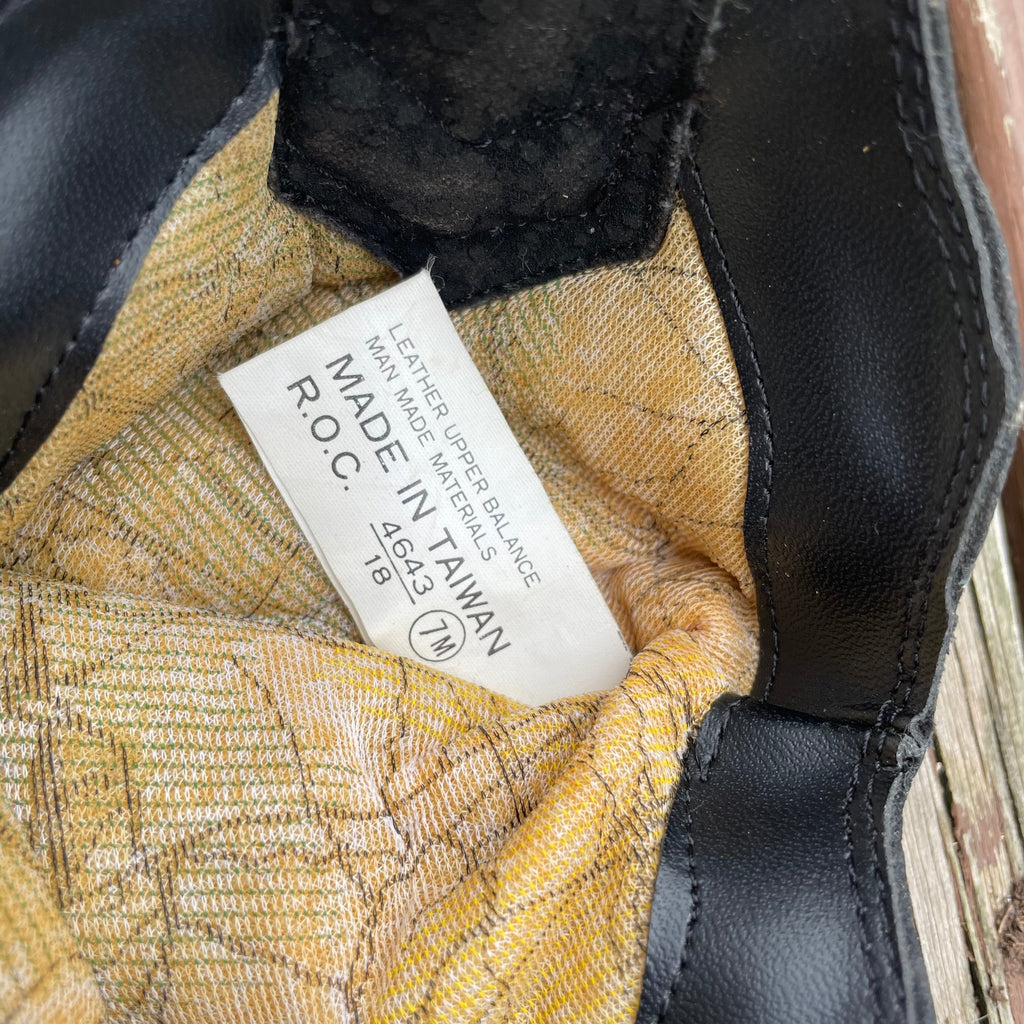 LEATHER UPPER BALANCE
MAN MADE MATERIALS
MADE IN TAIWAN
R.O.C.
4643
18
7M